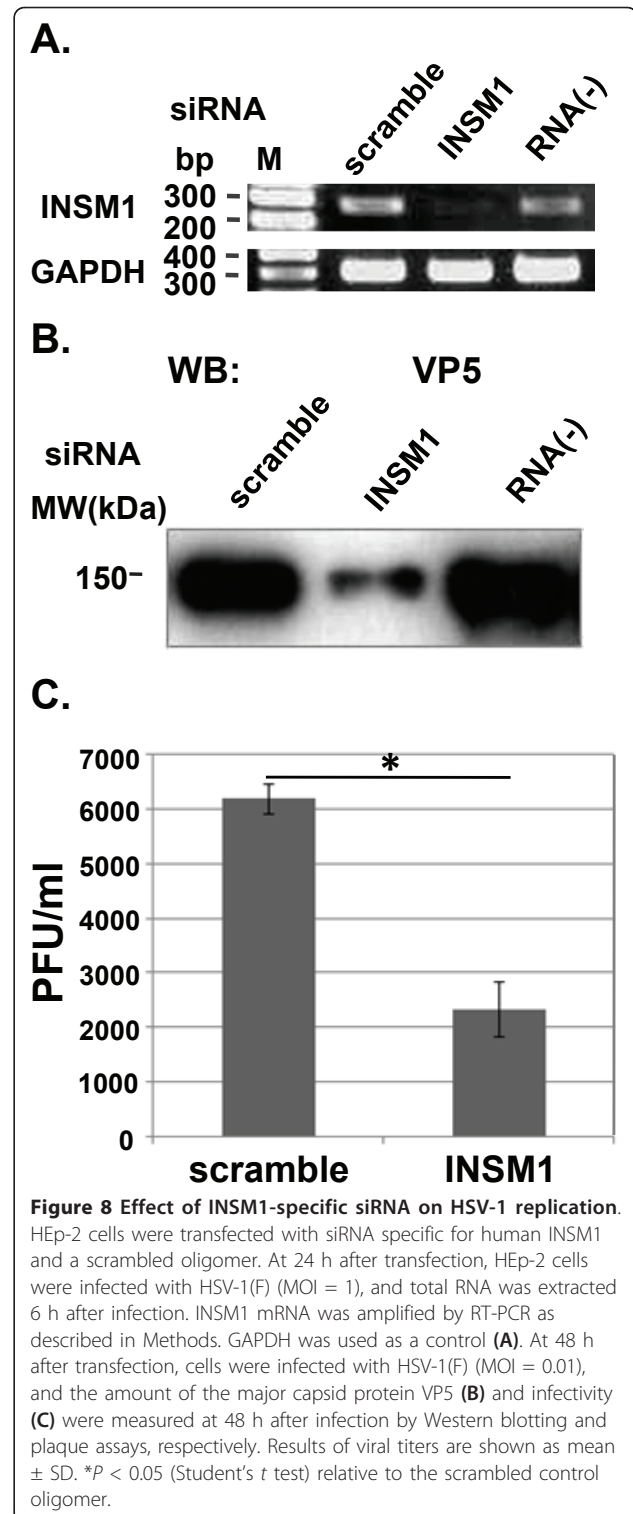 A.
siRNA scramble INSM1 RNA(-)
bp M
INSM1 300
200
GAPDH 400
300
B.
WB: VP5
siRNA scramble INSM1 RNA(-)
MW(kDa)
150
C.
*
7000
6000
5000
4000
3000
2000
1000
0
PFU/ml
scramble INSM1
Figure 8 Effect of INSM1-specific siRNA on HSV-1 replication.
HEp-2 cells were transfected with siRNA specific for human INSM1
and a scrambled oligomer. At 24 h after transfection, HEp-2 cells
were infected with HSV-1(F) (MOI = 1), and total RNA was extracted
6 h after infection. INSM1 mRNA was amplified by RT-PCR as
described in Methods. GAPDH was used as a control (A). At 48 h
after transfection, cells were infected with HSV-1(F) (MOI = 0.01),
and the amount of the major capsid protein VP5 (B) and infectivity
(C) were measured at 48 h after infection by Western blotting and
plaque assays, respectively. Results of viral titers are shown as mean
± SD. *P < 0.05 (Student's t test) relative to the scrambled control
oligomer.